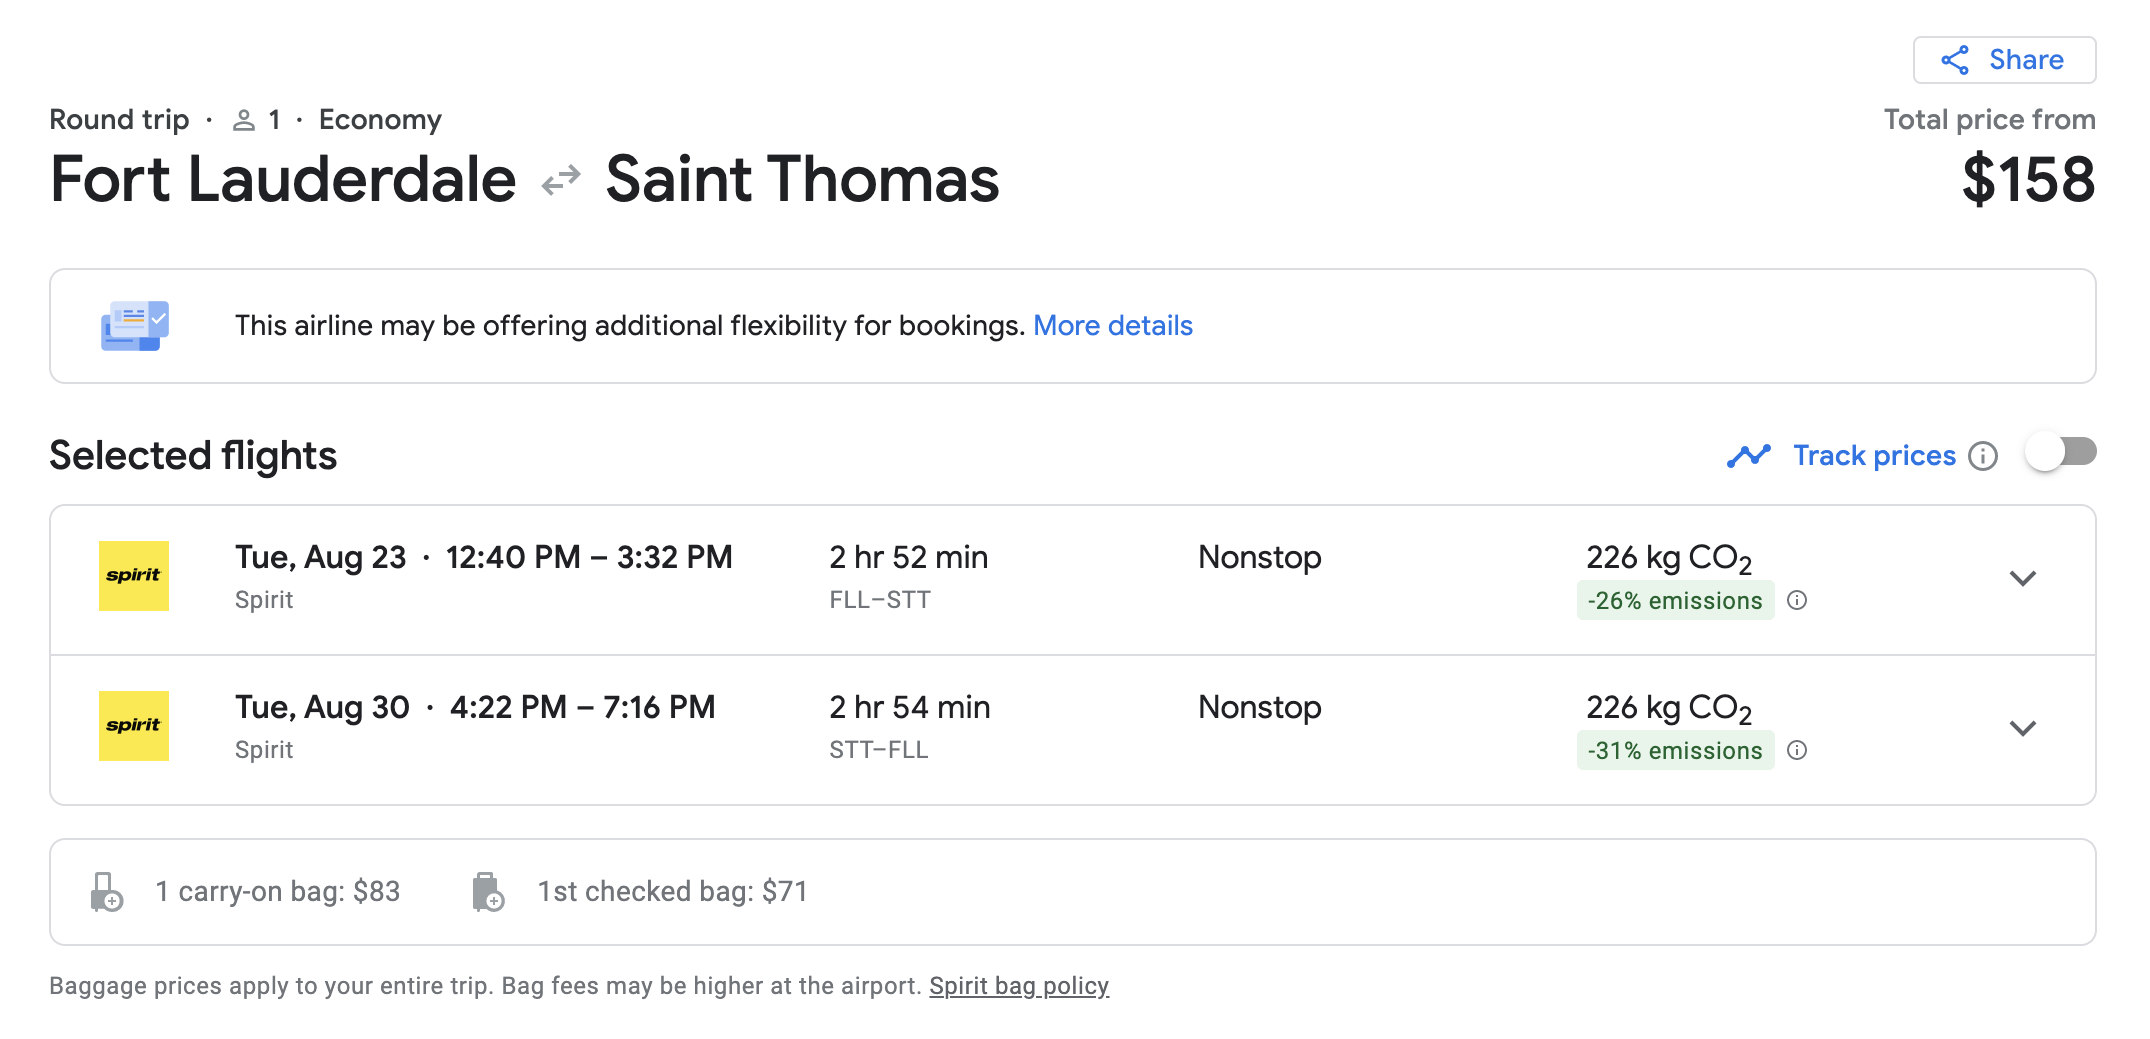 Share
Round trip · 1 · Economy
Total price from
Fort Lauderdale Saint Thomas
$158
This airline may be offering additional flexibility for bookings. More details
Selected flights
Track prices
spirit
Tue, Aug 23 · 12:40 PM – 3:32 PM
2 hr 52 min
Nonstop
226 kg CO₂
Spirit
FLL–STT
-26% emissions
spirit
Tue, Aug 30 · 4:22 PM – 7:16 PM
2 hr 54 min
Nonstop
226 kg CO₂
Spirit
STT–FLL
-31% emissions
1 carry-on bag: $83
1st checked bag: $71
Baggage prices apply to your entire trip. Bag fees may be higher at the airport. Spirit bag policy